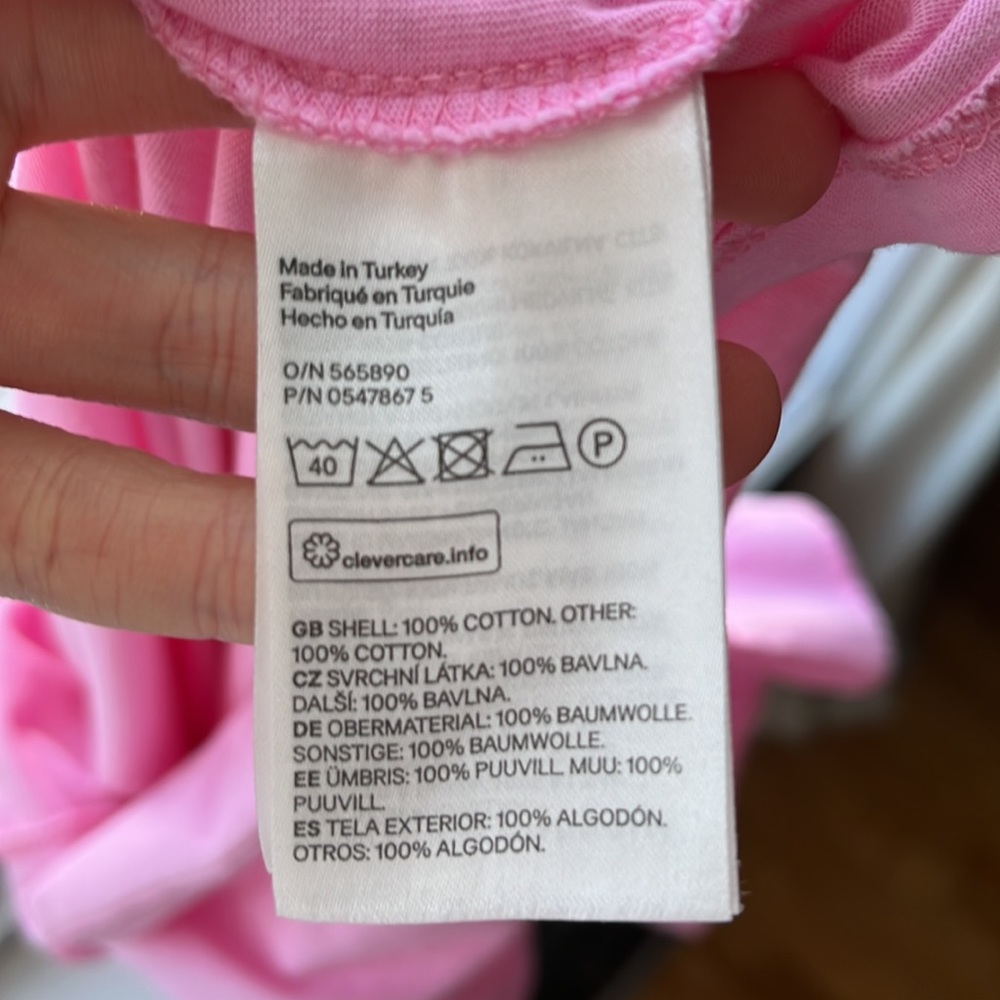 Made in Turkey
Fabriqué en Turquie
Hecho en Turquía
O/N 565890
P/N 0547867 5
40 P
clevercare.info
GB SHELL: 100% COTTON. OTHER:
100% COTTON.
CZ SVRCHNÍ LÁTKA: 100% BAVLNA.
DALŠÍ: 100% BAVLNA.
DE OBERMATERIAL: 100% BAUMWOLLE.
SONSTIGE: 100% BAUMWOLLE.
EE ÜMBRIS: 100% PUUVILL. MUU: 100%
PUUVILL.
ES TELA EXTERIOR: 100% ALGODÓN.
OTROS: 100% ALGODÓN.